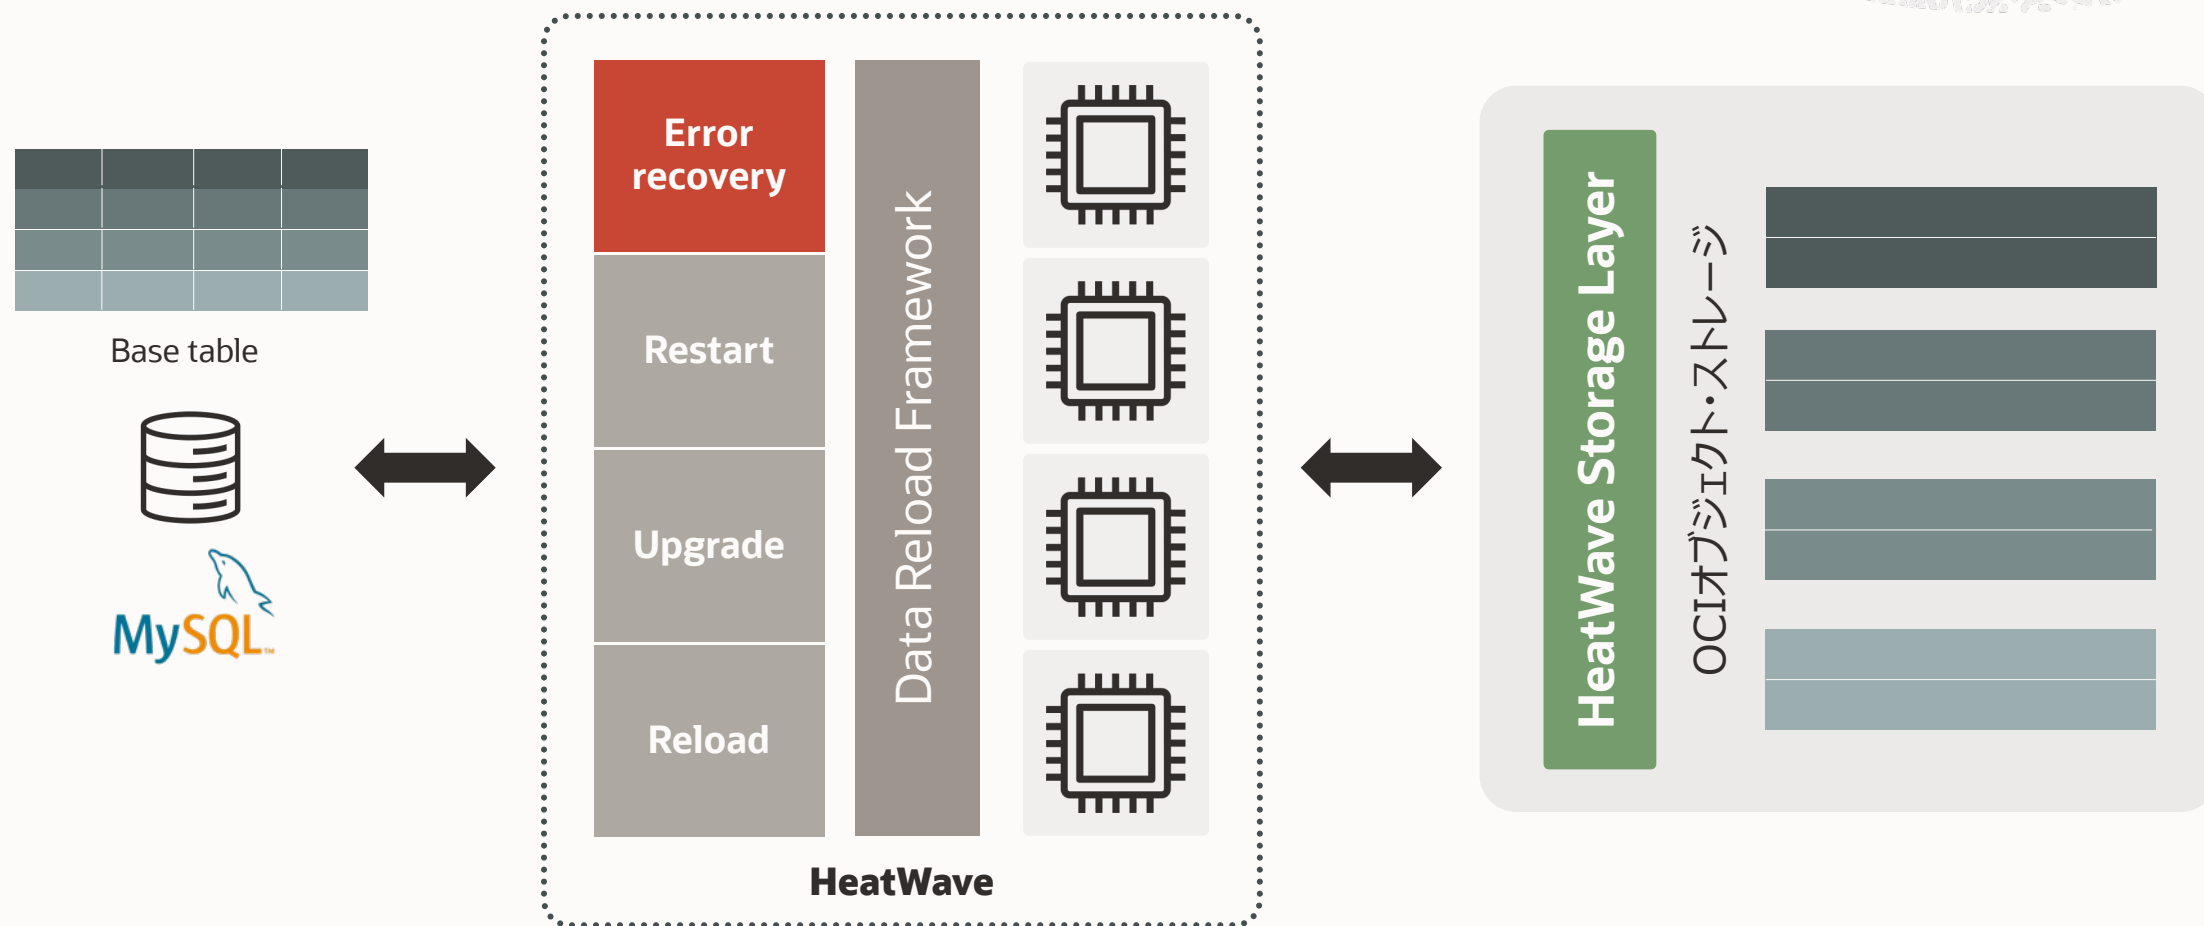 Base table
MySQL™
Error
recovery
Restart
Upgrade
Reload
Data Reload Framework
HeatWave
HeatWave Storage Layer
OCIオブジェクト・ストレージ